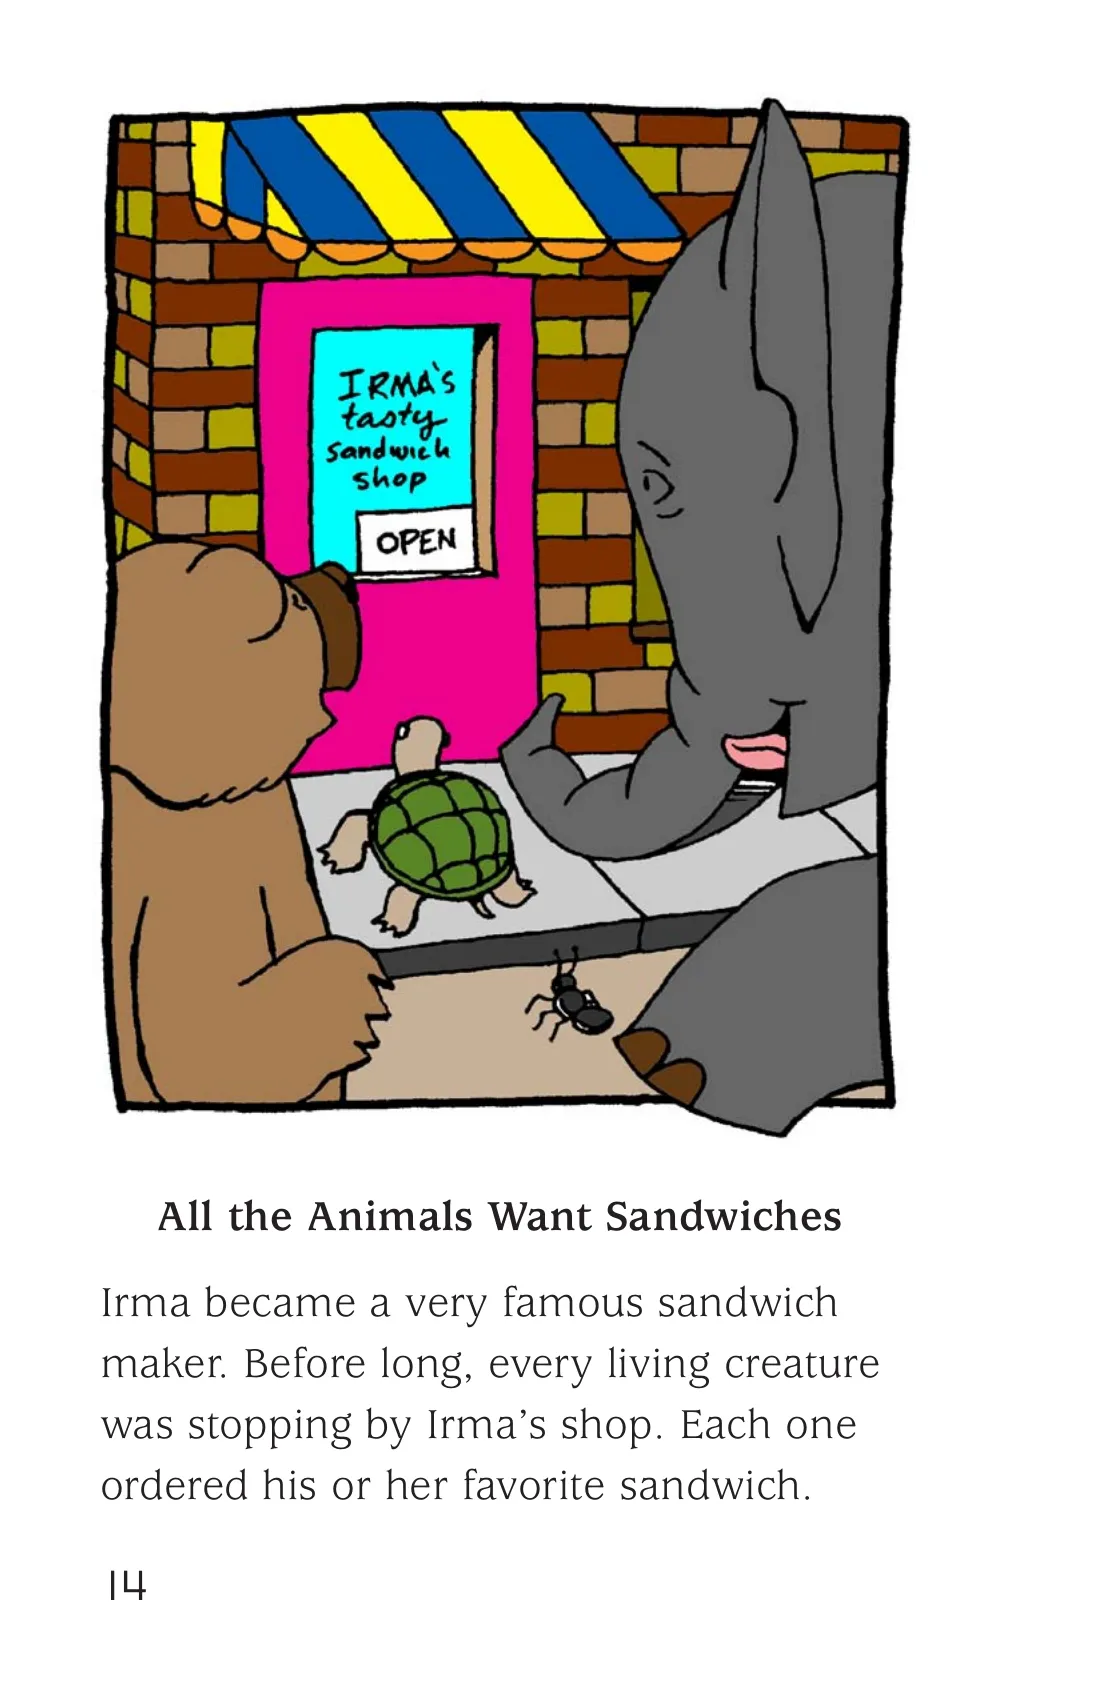 IRMA's
tasty
sandwich
shop
OPEN
All the Animals Want Sandwiches
Irma became a very famous sandwich
maker. Before long, every living creature
was stopping by Irma’s shop. Each one
ordered his or her favorite sandwich.
14